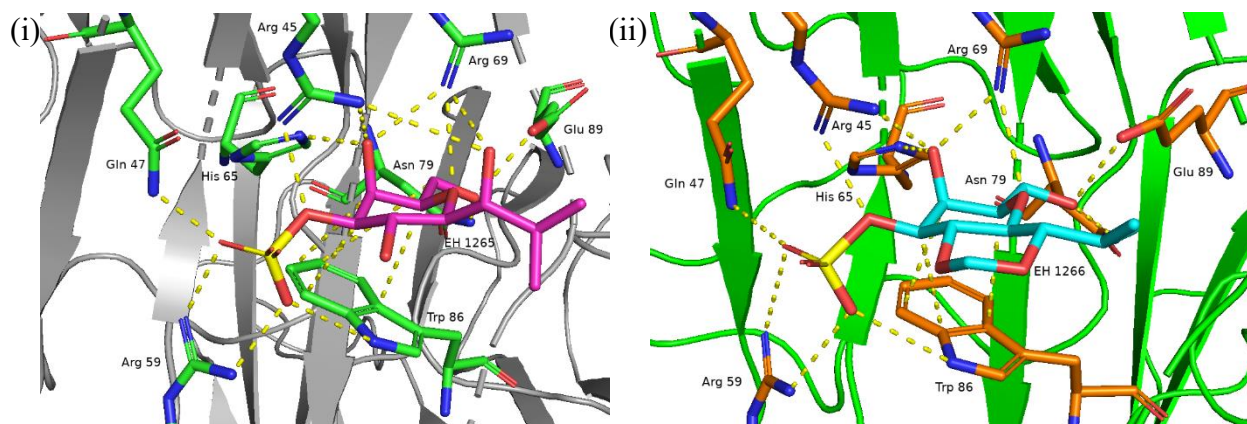 (i)
Arg 45
Arg 69
Glu 89
Gln 47
His 65
Asn 79
EH 1265
Trp 86
Arg 59
(ii)
Arg 69
Arg 45
Gln 47
His 65
Asn 79
Glu 89
EH 1266
Arg 59
Trp 86